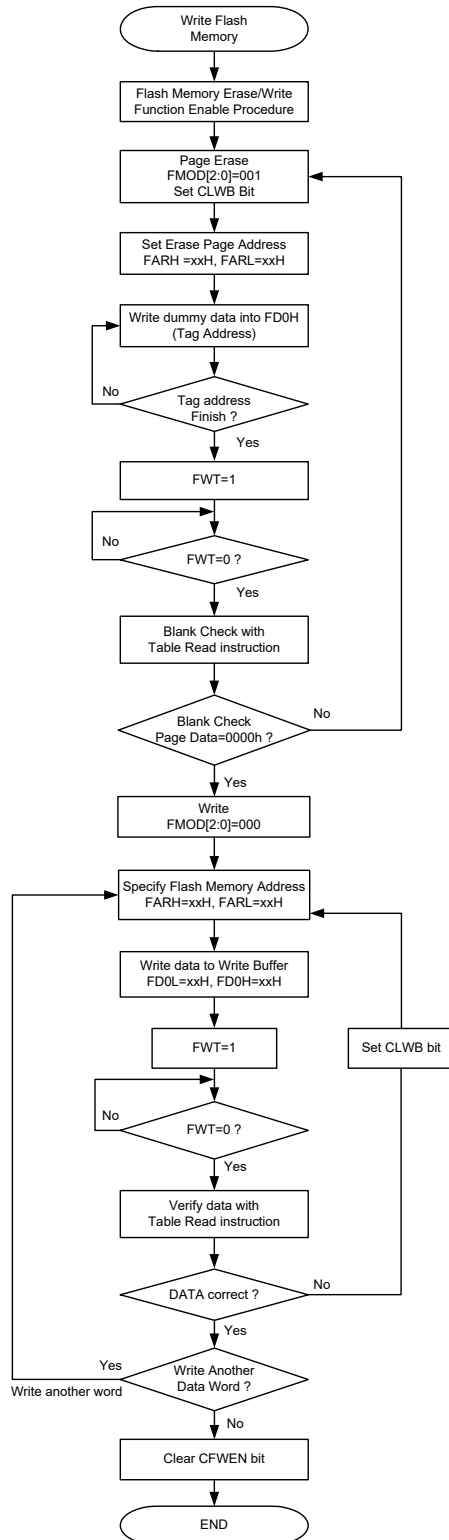 Write Flash
Memory
Flash Memory Erase/Write
Function Enable Procedure
Page Erase
FMOD[2:0]=001
Set CLWB Bit
Set Erase Page Address
FARH =xxH, FARL=xxH
Write dummy data into FD0H
(Tag Address)
No
Tag address
Finish ?
Yes
FWT=1
No
FWT=0 ?
Yes
Blank Check with
Table Read instruction
Blank Check
Page Data=0000h ?
No
Yes
Write
FMOD[2:0]=000
Specify Flash Memory Address
FARH=xxH, FARL=xxH
Write data to Write Buffer
FD0L=xxH, FD0H=xxH
FWT=1
Set CLWB bit
No
FWT=0 ?
Yes
Verify data with
Table Read instruction
DATA correct ?
No
Yes
Yes
Write another word
Write Another
Data Word ?
No
Clear CFWEN bit
END